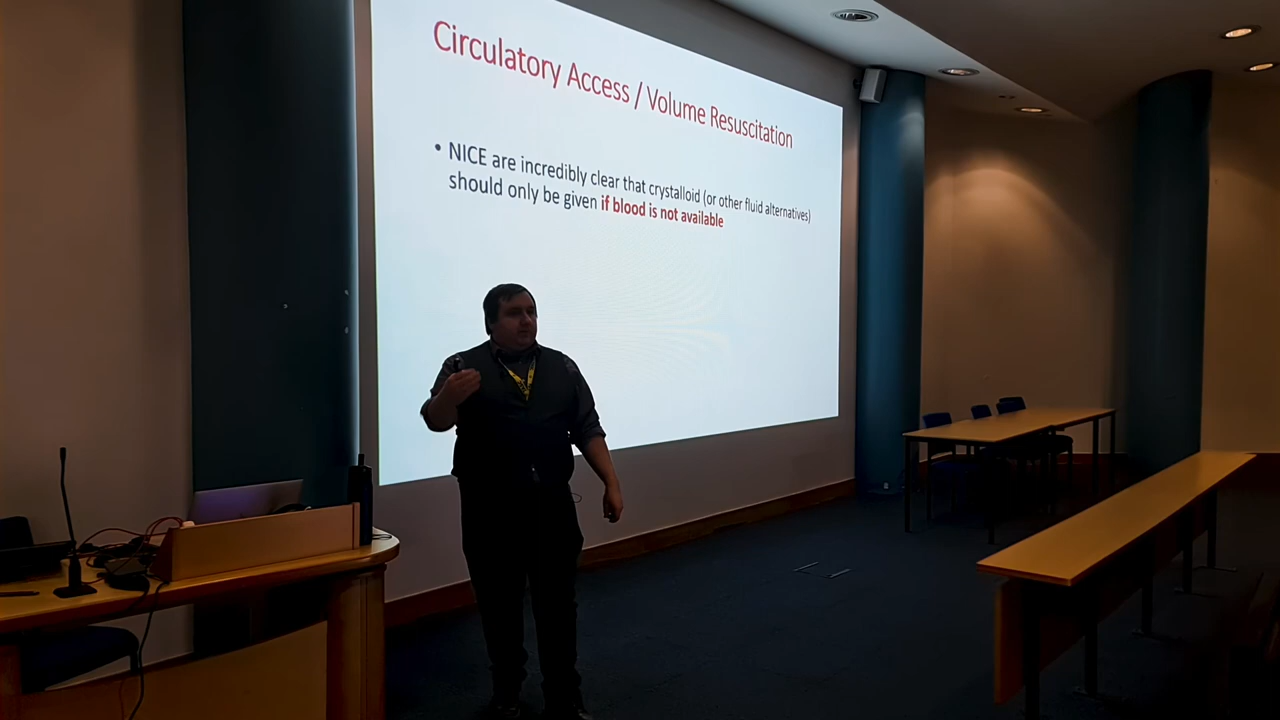 Circulatory Access / Volume Resuscitation
• NICE are incredibly clear that crystalloid (or other fluid alternatives)
should only be given if blood is not available